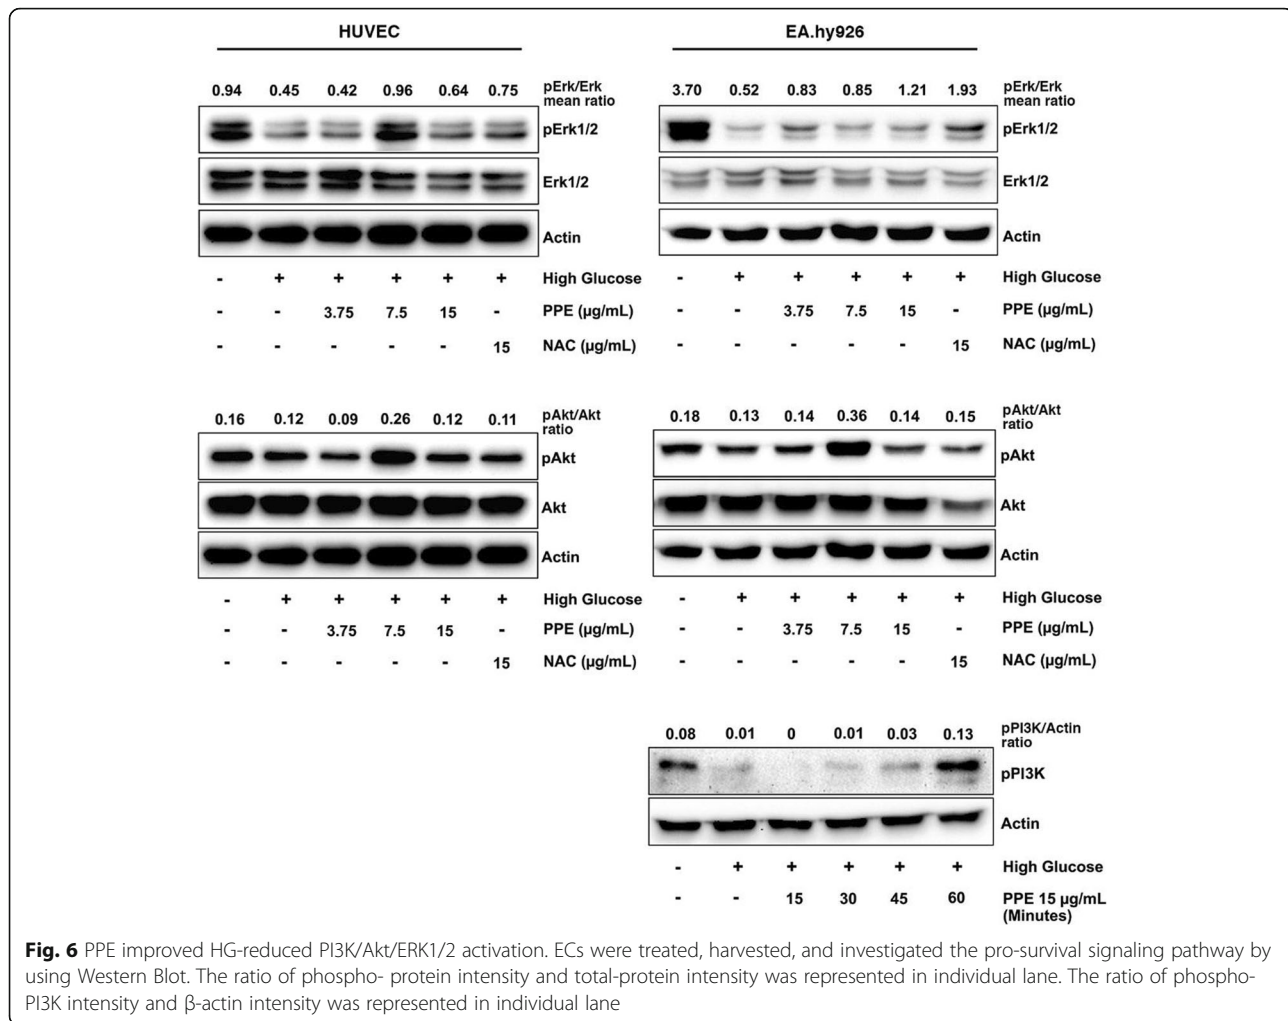 HUVEC
0.94 0.45 0.42 0.96 0.64 0.75 pErk/Erk
mean ratio
pErk1/2
Erk1/2
Actin
- + + + + + High Glucose
- - 3.75 7.5 15 - PPE (µg/mL)
- - - - - 15 NAC (µg/mL)
0.16 0.12 0.09 0.26 0.12 0.11 pAkt/Akt
ratio
pAkt
Akt
Actin
- + + + + + High Glucose
- - 3.75 7.5 15 - PPE (µg/mL)
- - - - - 15 NAC (µg/mL)
EA.hy926
3.70 0.52 0.83 0.85 1.21 1.93 pErk/Erk
mean ratio
pErk1/2
Erk1/2
Actin
- + + + + + High Glucose
- - 3.75 7.5 15 - PPE (µg/mL)
- - - - - 15 NAC (µg/mL)
0.18 0.13 0.14 0.36 0.14 0.15 pAkt/Akt
ratio
pAkt
Akt
Actin
- + + + + + High Glucose
- - 3.75 7.5 15 - PPE (µg/mL)
- - - - - 15 NAC (µg/mL)
0.08 0.01 0 0.01 0.03 0.13 pPI3K/Actin
ratio
pPI3K
Actin
- + + + + + High Glucose
- - 15 30 45 60 PPE 15 µg/mL
(Minutes)
Fig. 6 PPE improved HG-reduced PI3K/Akt/ERK1/2 activation. ECs were treated, harvested, and investigated the pro-survival signaling pathway by
using Western Blot. The ratio of phospho- protein intensity and total-protein intensity was represented in individual lane. The ratio of phospho-
PI3K intensity and β-actin intensity was represented in individual lane